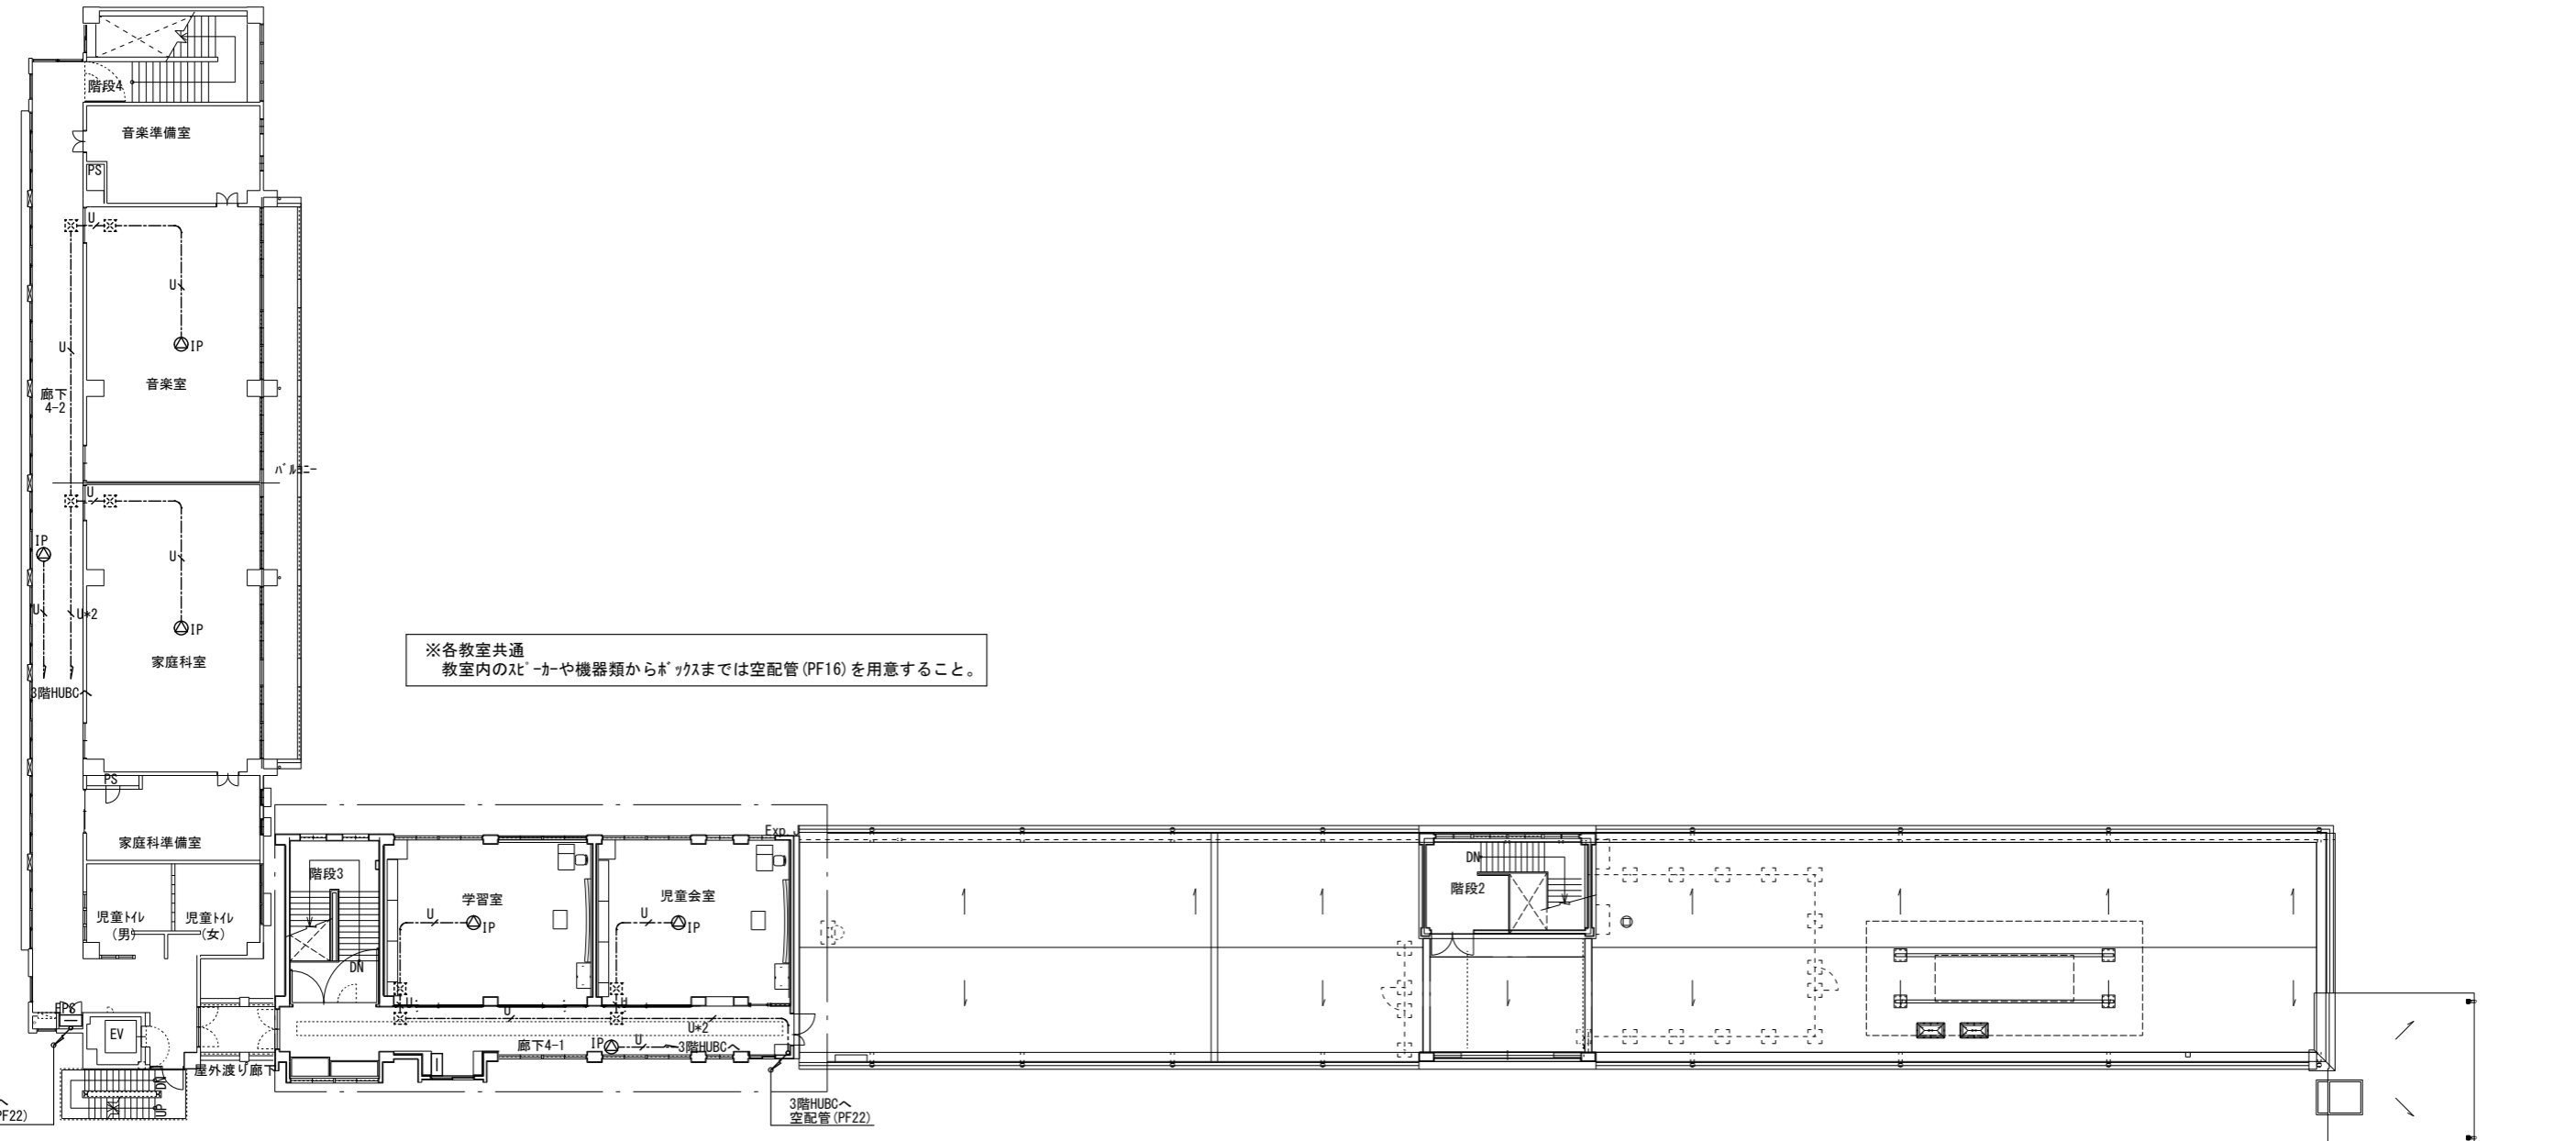 階段4
音楽準備室
PS
U
U
IP
U
音楽室
廊下
4-2
ﾊﾞﾙｺﾆｰ
U
IP
U
U
U*2
IP
家庭科室
3階HUBCへ
※各教室共通
教室内のｽﾋﾟｰｶｰや機器類からﾎﾞｯｸｽまでは空配管(PF16)を用意すること。
PS
家庭科準備室
Exp.
階段3
学習室
児童会室
DN
階段2
児童ﾄｲﾚ
(男)
児童ﾄｲﾚ
(女)
U
IP
U
IP
DN
U
U
PS
EV
U
U*2
廊下4-1
IP
U
3階HUBCへ
屋外渡り廊下
DN
UP
へ
PF22)
3階HUBCへ
空配管(PF22)